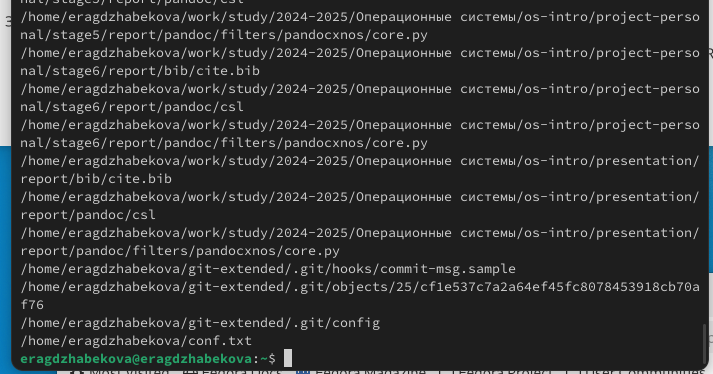 /home/eragdzhabekova/work/study/2024-2025/Операционные системы/os-intro/project-perso
nal/stage5/report/pandoc/filters/pandocxnos/core.py
/home/eragdzhabekova/work/study/2024-2025/Операционные системы/os-intro/project-perso
nal/stage6/report/bib/cite.bib
/home/eragdzhabekova/work/study/2024-2025/Операционные системы/os-intro/project-perso
nal/stage6/report/pandoc/csl
/home/eragdzhabekova/work/study/2024-2025/Операционные системы/os-intro/project-perso
nal/stage6/report/pandoc/filters/pandocxnos/core.py
/home/eragdzhabekova/work/study/2024-2025/Операционные системы/os-intro/presentation/
report/bib/cite.bib
/home/eragdzhabekova/work/study/2024-2025/Операционные системы/os-intro/presentation/
report/pandoc/csl
/home/eragdzhabekova/work/study/2024-2025/Операционные системы/os-intro/presentation/
report/pandoc/filters/pandocxnos/core.py
/home/eragdzhabekova/git-extended/.git/hooks/commit-msg.sample
/home/eragdzhabekova/git-extended/.git/objects/25/cf1e537c7a2a64ef45fc8078453918cb70a
f76
/home/eragdzhabekova/git-extended/.git/config
/home/eragdzhabekova/conf.txt
eragdzhabekova@eragdzhabekova:~$